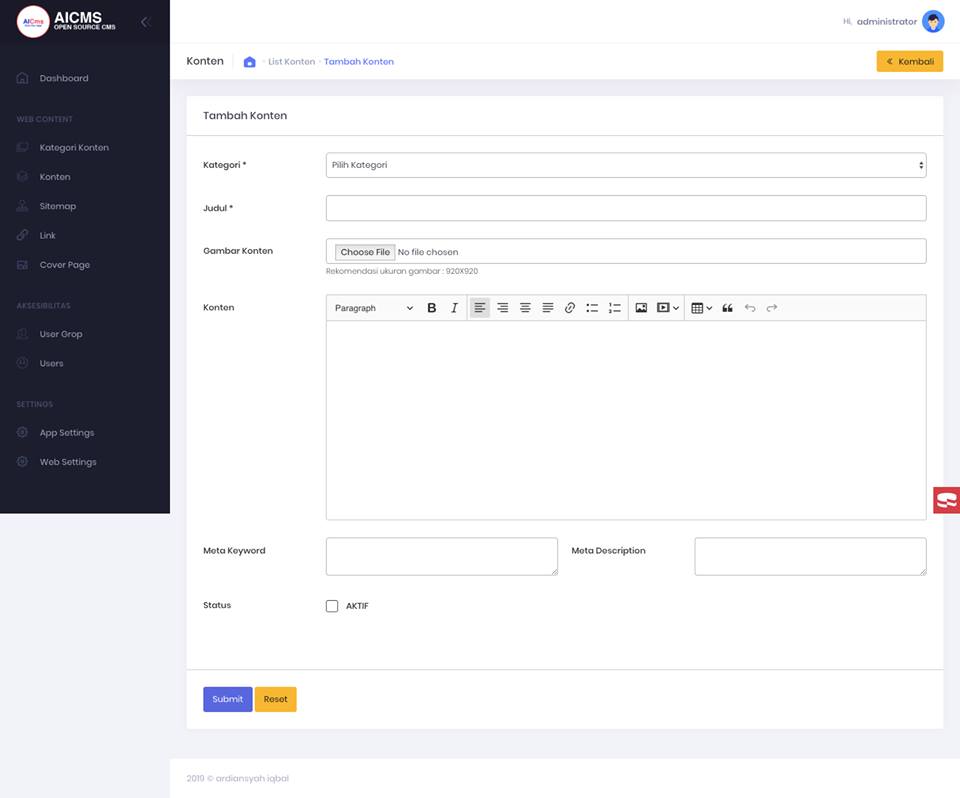 AICms
AICMS
OPEN SOURCE CMS
Hi, administrator
Dashboard
WEB CONTENT
Kategori Konten
Konten
Sitemap
Link
Cover Page
AKSESIBILITAS
User Grop
Users
SETTINGS
App Settings
Web Settings
Konten
List Konten
Tambah Konten
« Kembali
Tambah Konten
Kategori *
Pilih Kategori
Judul *
Gambar Konten
Choose File No file chosen
Rekomendasi ukuran gambar : 920X920
Konten
Paragraph B I
Meta Keyword
Meta Description
Status
AKTIF
Submit
Reset
2019 © ardiansyah iqbal